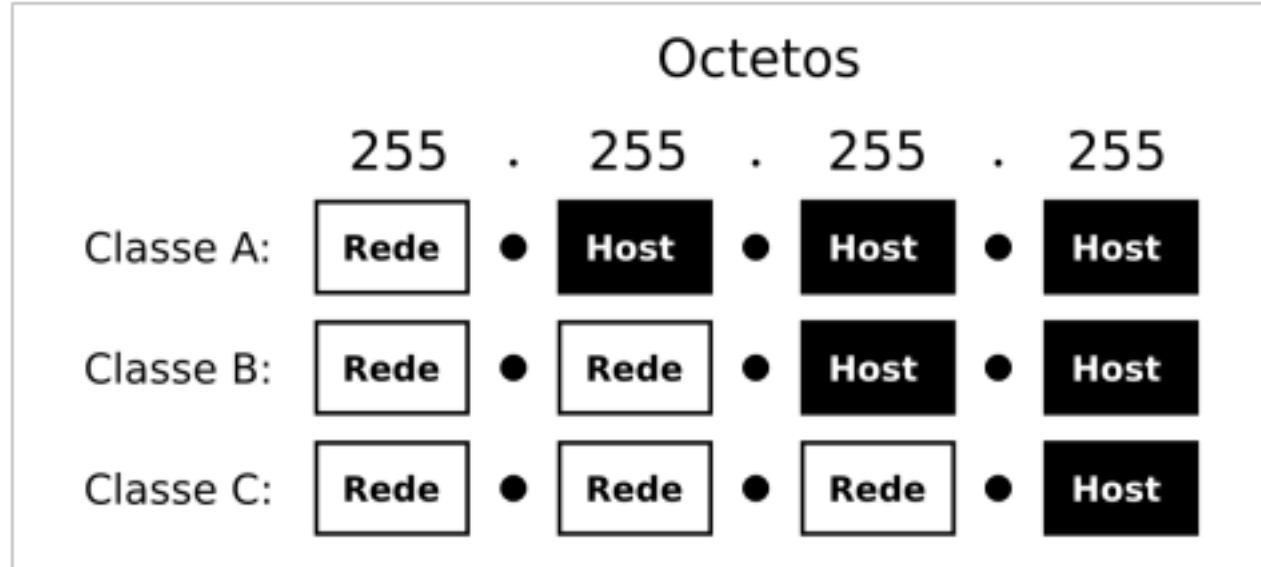 Octetos
255 . 255 . 255 . 255
Classe A: Rede • Host • Host • Host
Classe B: Rede • Rede • Host • Host
Classe C: Rede • Rede • Rede • Host